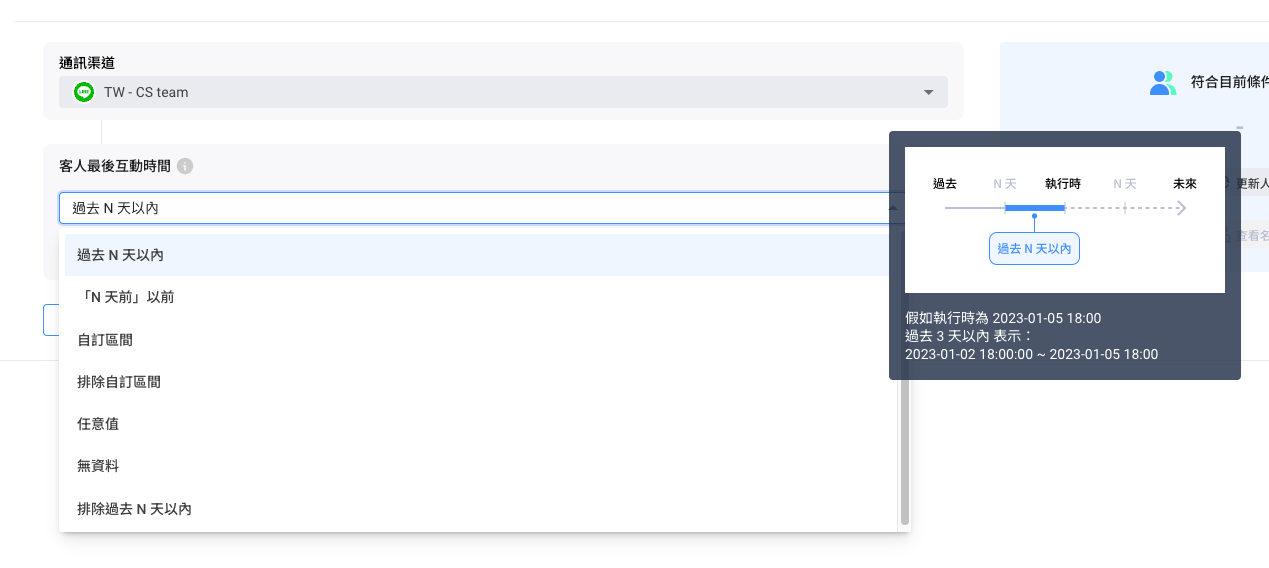 通訊渠道
TW - CS team
符合目前條件
客人最後互動時間
過去 N 天以內
過去 N 天以內
「N 天前」以前
自訂區間
排除自訂區間
任意值
無資料
排除過去 N 天以內
過去 N 天 執行時 N 天 未來
過去 N 天以內
假如執行時為 2023-01-05 18:00
過去 3 天以內 表示：
2023-01-02 18:00:00 ~ 2023-01-05 18:00
更新人
查看名